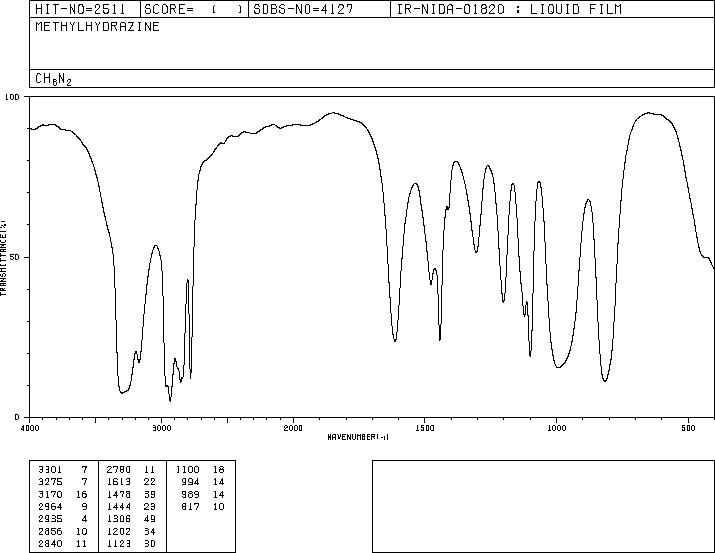 HIT-NO=2511 SCORE= ( ) SDBS-NO=4127 IR-NIDA-01820 : LIQUID FILM
METHYLHYDRAZINE
CH6N2
100
50
0
TRANSMITTANCE(%)
4000 3000 2000 1500 1000 500
WAVENUMBER(-1)
3301 7 2780 11 1100 18
3275 7 1613 22 994 14
3170 16 1478 39 989 14
2964 9 1444 23 817 10
2935 4 1306 49
2856 10 1202 34
2840 11 1123 30